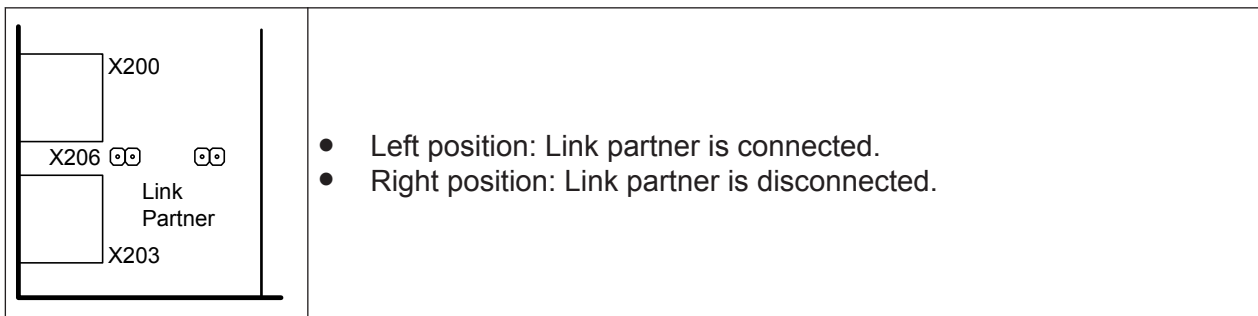 X200
X206
Link
Partner
X203
● Left position: Link partner is connected.
● Right position: Link partner is disconnected.